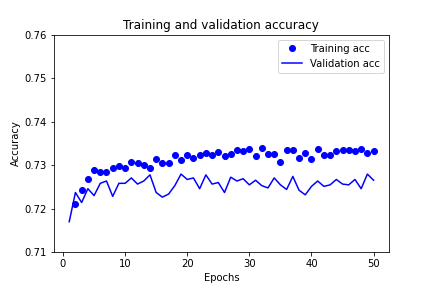 Training and validation accuracy
Training acc
Validation acc
Accuracy
0.76
0.75
0.74
0.73
0.72
0.71
0 10 20 30 40 50
Epochs